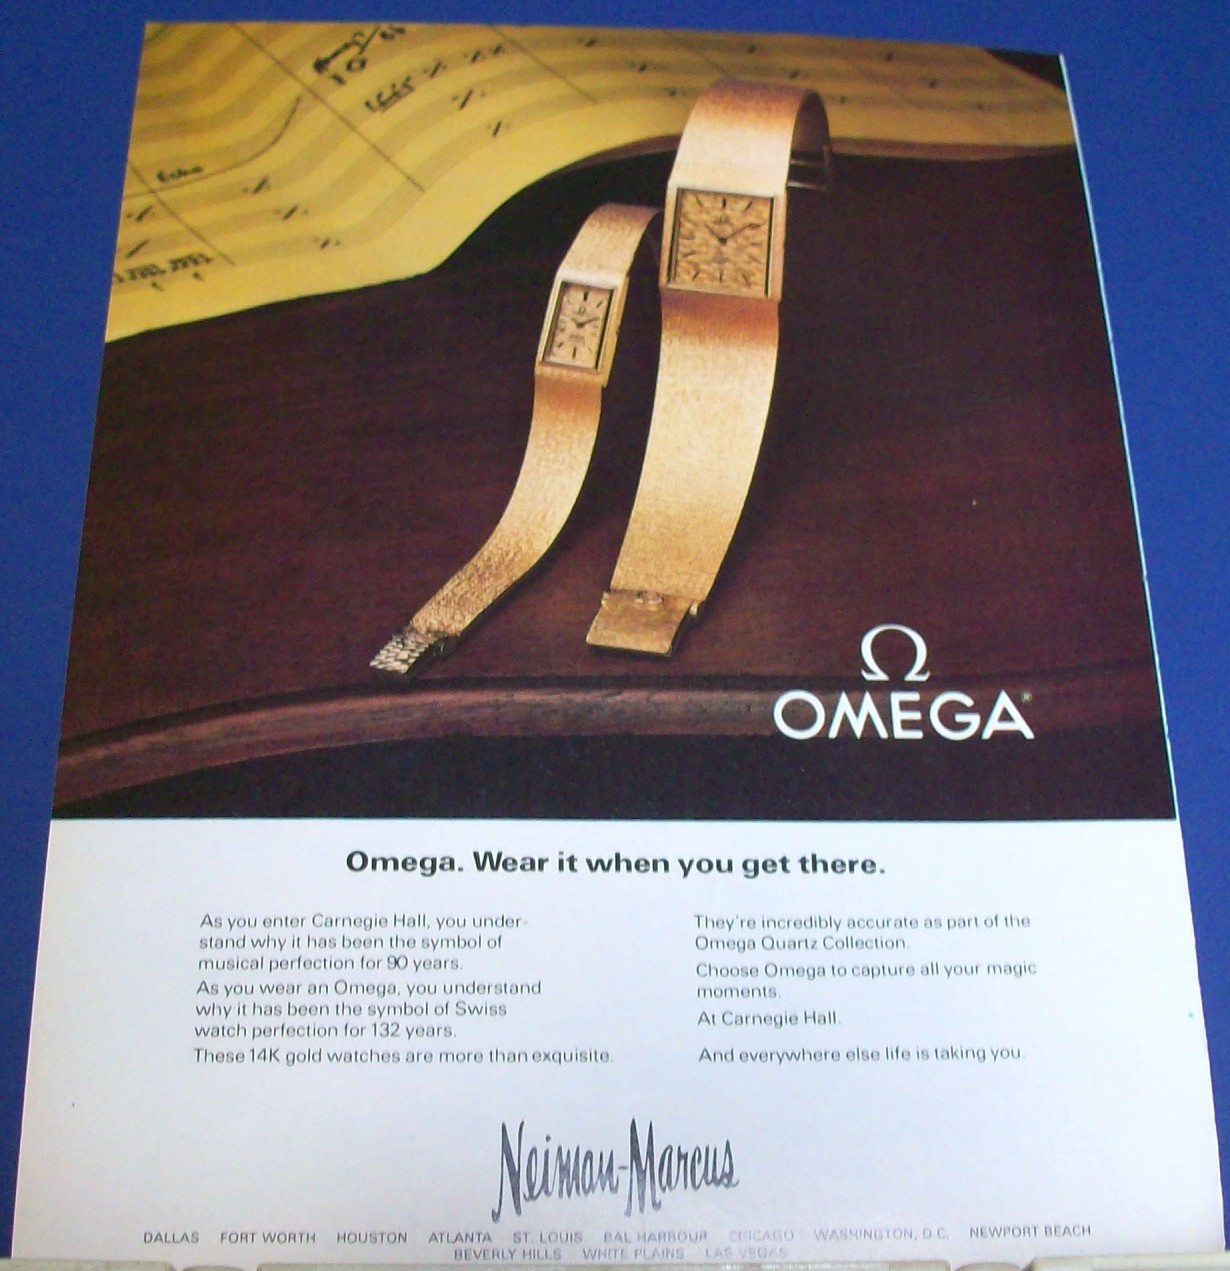 Echo
Ω
OMEGA®
Omega. Wear it when you get there.
As you enter Carnegie Hall, you under-
stand why it has been the symbol of
musical perfection for 90 years.
As you wear an Omega, you understand
why it has been the symbol of Swiss
watch perfection for 132 years.
These 14K gold watches are more than exquisite.
They're incredibly accurate as part of the
Omega Quartz Collection.
Choose Omega to capture all your magic
moments.
At Carnegie Hall.
And everywhere else life is taking you.
Neiman-Marcus
DALLAS FORT WORTH HOUSTON ATLANTA ST. LOUIS BAL HARBOUR CHICAGO WASHINGTON, D.C. NEWPORT BEACH
BEVERLY HILLS WHITE PLAINS LAS VEGAS